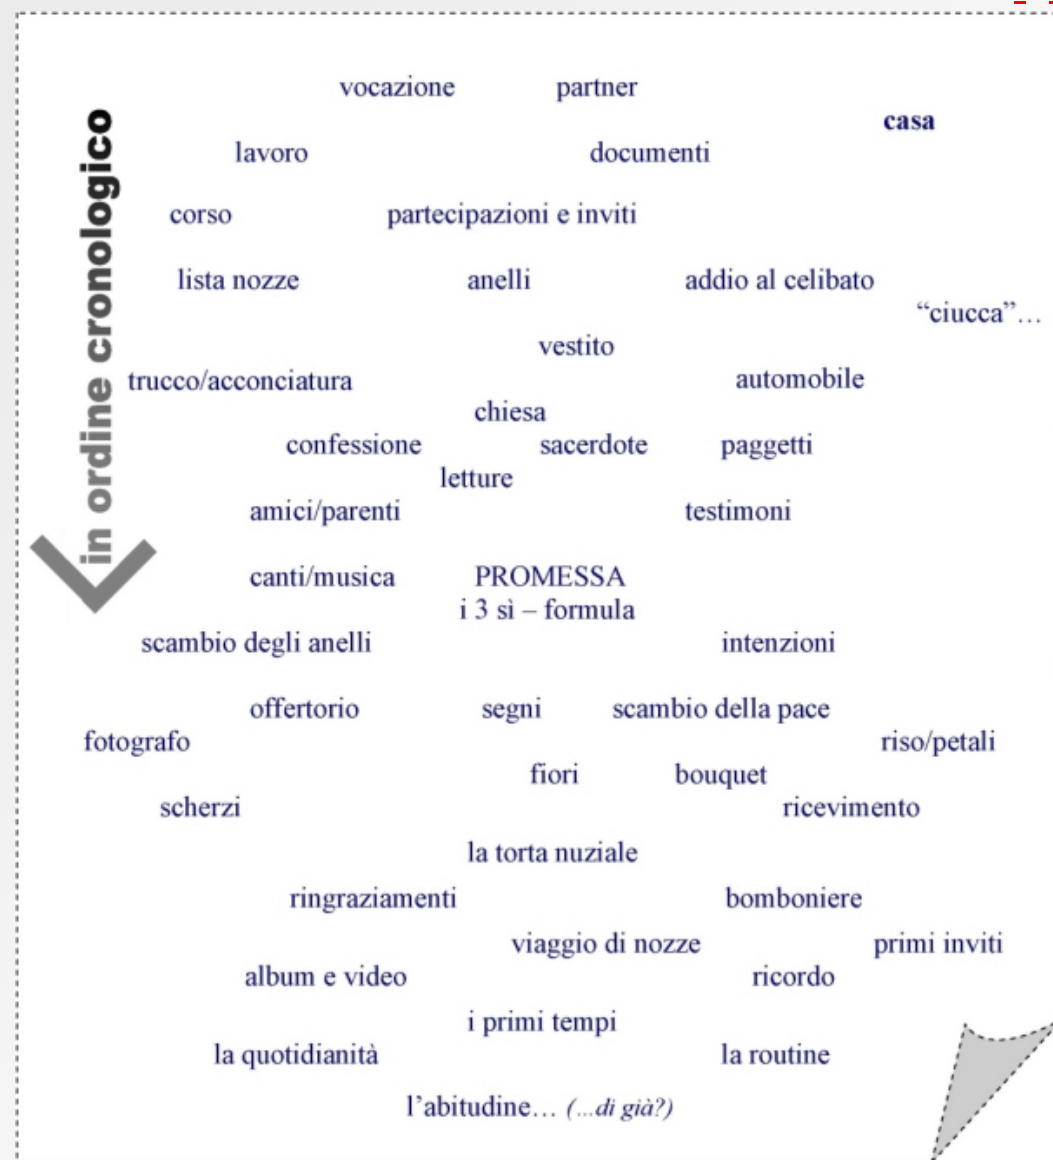 in ordine cronologico
vocazione partner
casa
lavoro documenti
corso partecipazioni e inviti
lista nozze anelli addio al celibato
“ciucca”…
vestito
trucco/acconciatura automobile
chiesa
confessione sacerdote paggetti
letture
amici/parenti testimoni
canti/musica PROMESSA
i 3 sì – formula
scambio degli anelli intenzioni
offertorio segni scambio della pace
fotografo riso/petali
fiori bouquet
scherzi ricevimento
la torta nuziale
ringraziamenti bomboniere
viaggio di nozze primi inviti
album e video ricordo
i primi tempi
la quotidianità la routine
l’abitudine… (...di già?)